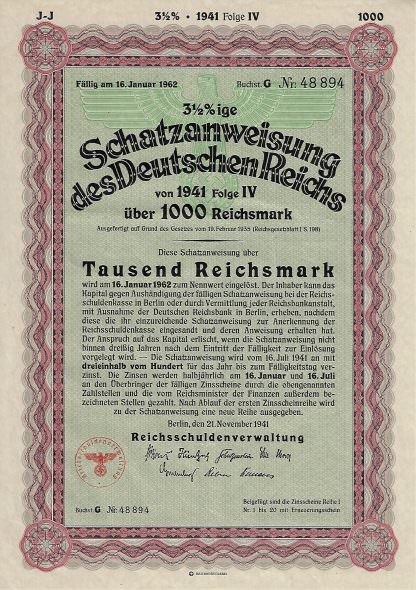 J-J 3½% · 1941 Folge IV 1000
Fällig am 16. Januar 1962 Buchst. G № 48894
3½%ige
Schatzanweisung
des Deutschen Reichs
von 1941 Folge IV
über 1000 Reichsmark
Ausgefertigt auf Grund des Gesetzes vom 19. Februar 1935 (Reichsgesetzblatt I S. 198)
Diese Schatzanweisung über
Tausend Reichsmark
wird am 16. Januar 1962 zum Nennwert eingelöst. Der Inhaber kann das
Kapital gegen Aushändigung der fälligen Schatzanweisung bei der Reichs-
schuldenkasse in Berlin oder durch Vermittlung jeder Reichsbankanstalt,
mit Ausnahme der Deutschen Reichsbank in Berlin, erheben, nachdem
diese die ihr einzureichende Schatzanweisung zur Anerkennung der
Reichsschuldenkasse eingesandt und deren Anweisung erhalten hat.
Der Anspruch auf das Kapital erlischt, wenn die Schatzanweisung nicht
binnen dreißig Jahren nach dem Eintritt der Fälligkeit zur Einlösung
vorgelegt wird. — Die Schatzanweisung wird vom 16. Juli 1941 an mit
dreieinhalb vom Hundert für das Jahr bis zum Fälligkeitstag ver-
zinst. Die Zinsen werden halbjährlich am 16. Januar und 16. Juli
an den Überbringer der fälligen Zinsscheine durch die obengenannten
Zahlstellen und die vom Reichsminister der Finanzen außerdem be-
zeichneten Stellen gezahlt. Nach Ablauf der ersten Zinsscheinreihe wird
zu der Schatzanweisung eine neue Reihe ausgegeben.
Berlin, den 21. November 1941
Reichsschuldenverwaltung
Reichsschuldenverwaltung
Buchst. G № 48894
Beigefügt sind die Zinsscheine Reihe I
Nr. 1 bis 20 mit Erneuerungsschein
REICHSDRUCKEREI